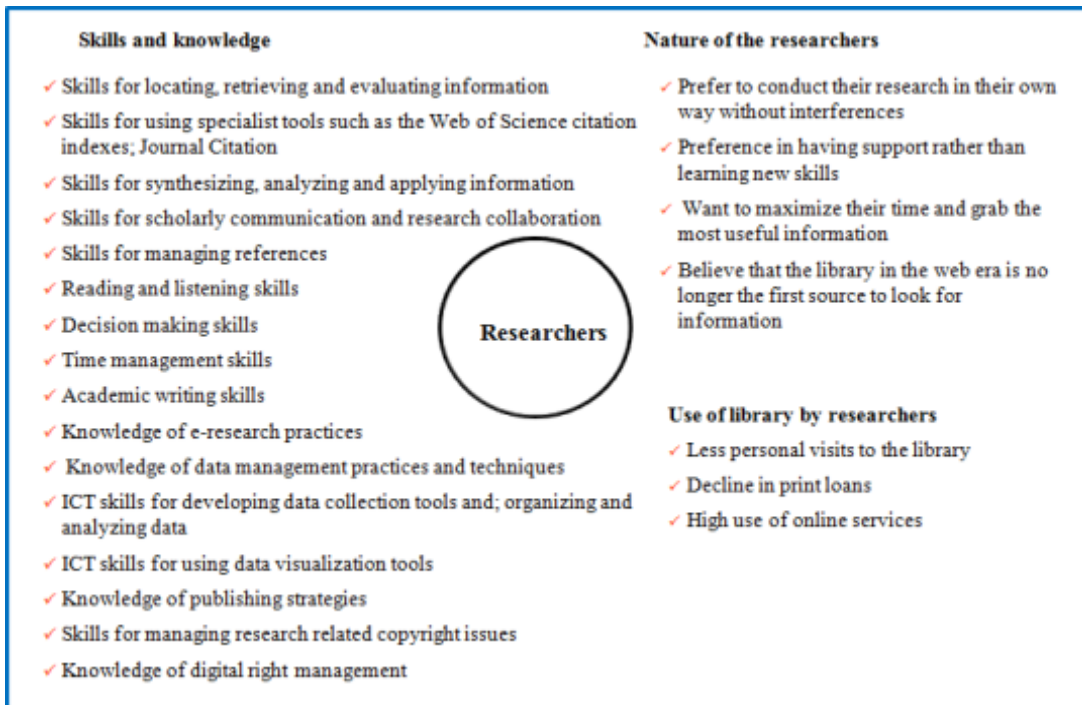 Skills and knowledge
✓ Skills for locating, retrieving and evaluating information
✓ Skills for using specialist tools such as the Web of Science citation
indexes; Journal Citation
✓ Skills for synthesizing, analyzing and applying information
✓ Skills for scholarly communication and research collaboration
✓ Skills for managing references
✓ Reading and listening skills
✓ Decision making skills
✓ Time management skills
✓ Academic writing skills
✓ Knowledge of e-research practices
✓ Knowledge of data management practices and techniques
✓ ICT skills for developing data collection tools and; organizing and
analyzing data
✓ ICT skills for using data visualization tools
✓ Knowledge of publishing strategies
✓ Skills for managing research related copyright issues
✓ Knowledge of digital right management
Researchers
Nature of the researchers
✓ Prefer to conduct their research in their own
way without interferences
✓ Preference in having support rather than
learning new skills
✓ Want to maximize their time and grab the
most useful information
✓ Believe that the library in the web era is no
longer the first source to look for
information
Use of library by researchers
✓ Less personal visits to the library
✓ Decline in print loans
✓ High use of online services